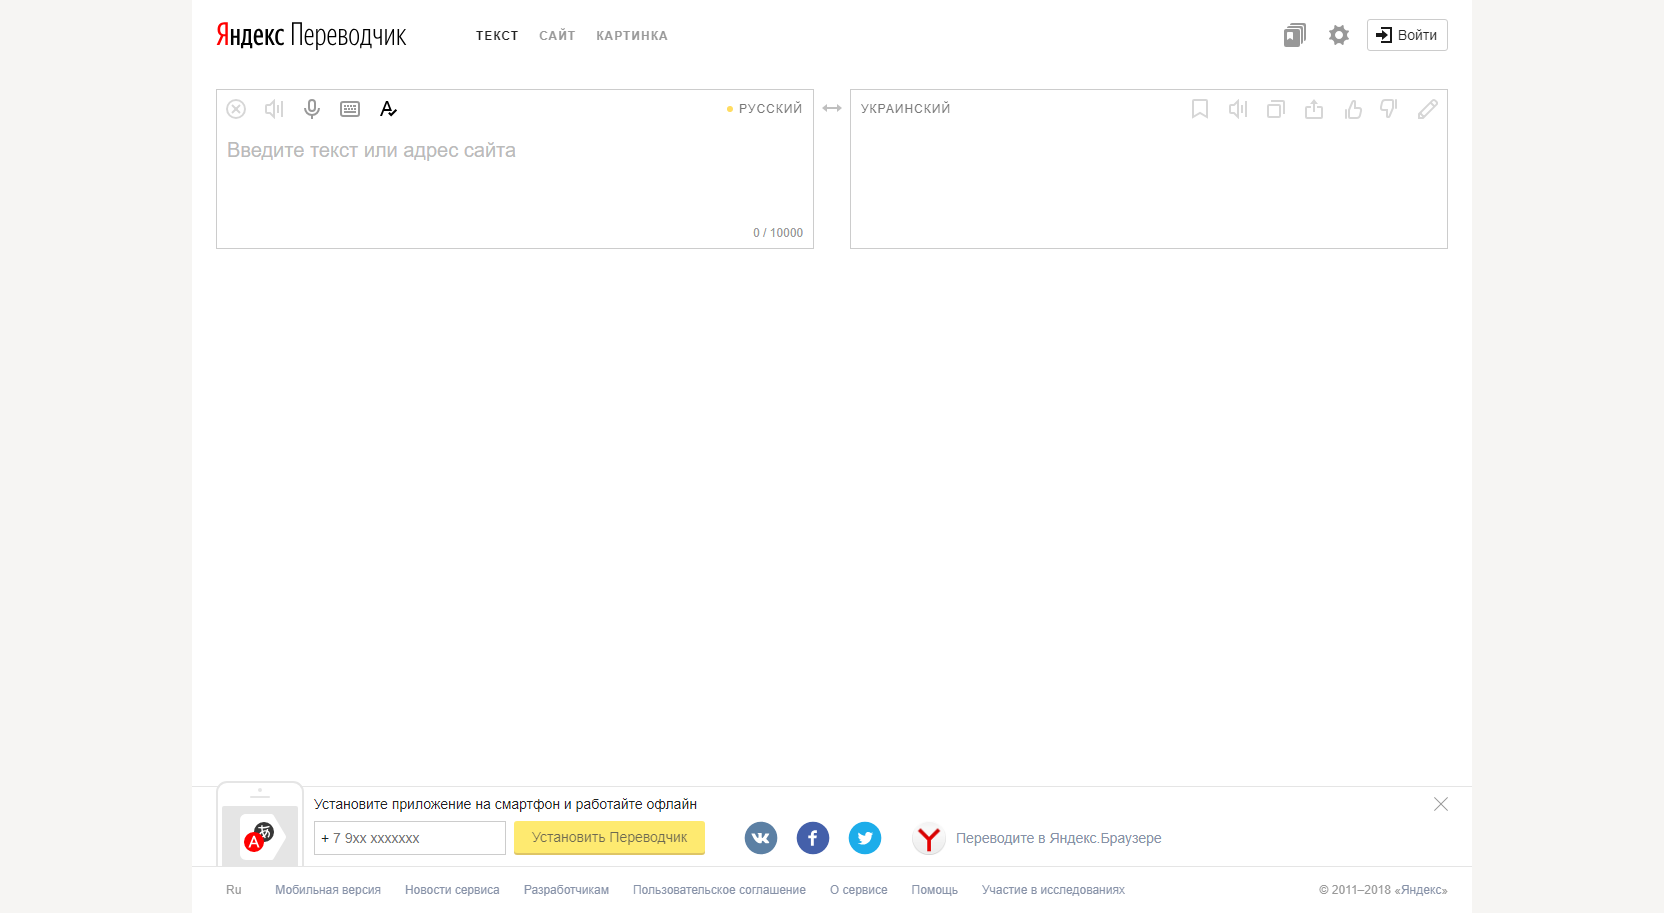 Яндекс Переводчик
ТЕКСТ САЙТ КАРТИНКА
Войти
РУССКИЙ
УКРАИНСКИЙ
Введите текст или адрес сайта
0 / 10000
Установите приложение на смартфон и работайте офлайн
+ 7 9xx xxxxxxx
Установить Переводчик
Переводите в Яндекс.Браузере
Ru Мобильная версия Новости сервиса Разработчикам Пользовательское соглашение О сервисе Помощь Участие в исследованиях © 2011–2018 «Яндекс»